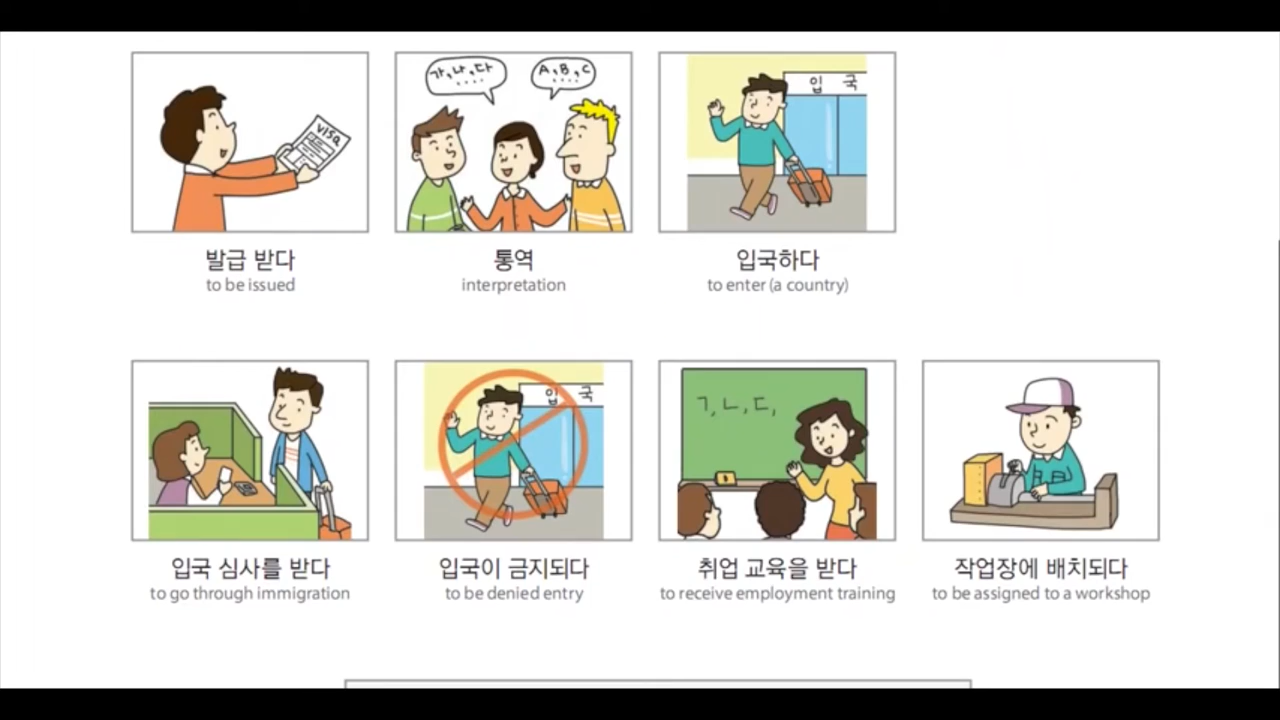 visa
가, 나, 다
....
A, B, C
....
입 국
발급 받다
to be issued
통역
interpretation
입국하다
to enter (a country)
입 국
ㄱ, ㄴ, ㄷ,
입국 심사를 받다
to go through immigration
입국이 금지되다
to be denied entry
취업 교육을 받다
to receive employment training
작업장에 배치되다
to be assigned to a workshop